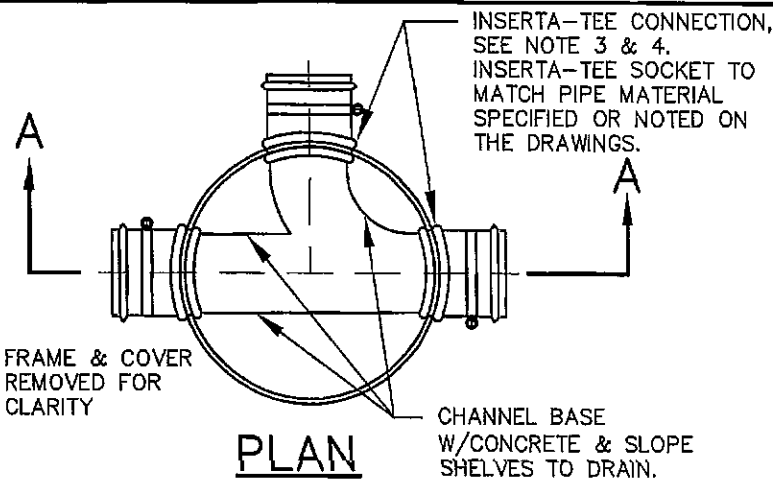 INSERTA-TEE CONNECTION,
SEE NOTE 3 & 4.
INSERTA-TEE SOCKET TO
MATCH PIPE MATERIAL
SPECIFIED OR NOTED ON
THE DRAWINGS.
A
A
FRAME & COVER
REMOVED FOR
CLARITY
CHANNEL BASE
W/CONCRETE & SLOPE
SHELVES TO DRAIN.
PLAN